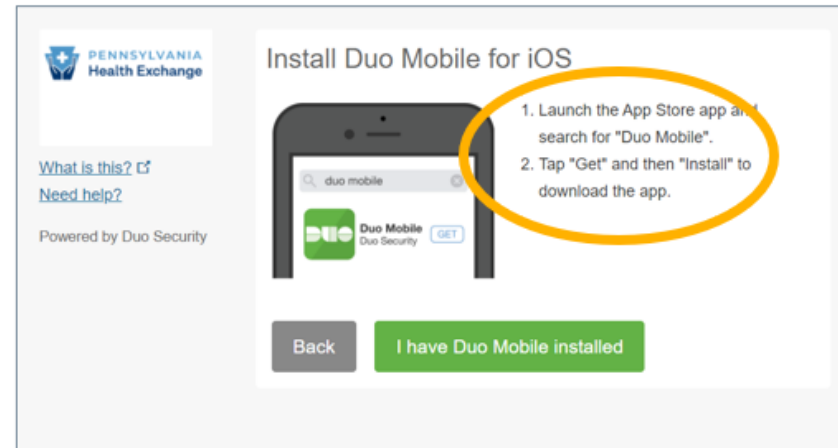 PENNSYLVANIA
Health Exchange
What is this?
Need help?
Powered by Duo Security
Install Duo Mobile for iOS
duo mobile
DUO
Duo Mobile
Duo Security
GET
1. Launch the App Store app and
search for "Duo Mobile".
2. Tap "Get" and then "Install" to
download the app.
Back
I have Duo Mobile installed